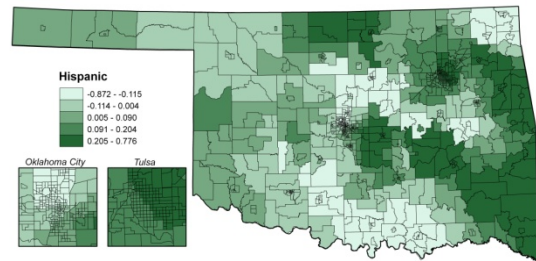 Hispanic
-0.872 - -0.115
-0.114 - 0.004
0.005 - 0.090
0.091 - 0.204
0.205 - 0.776
Oklahoma City
Tulsa